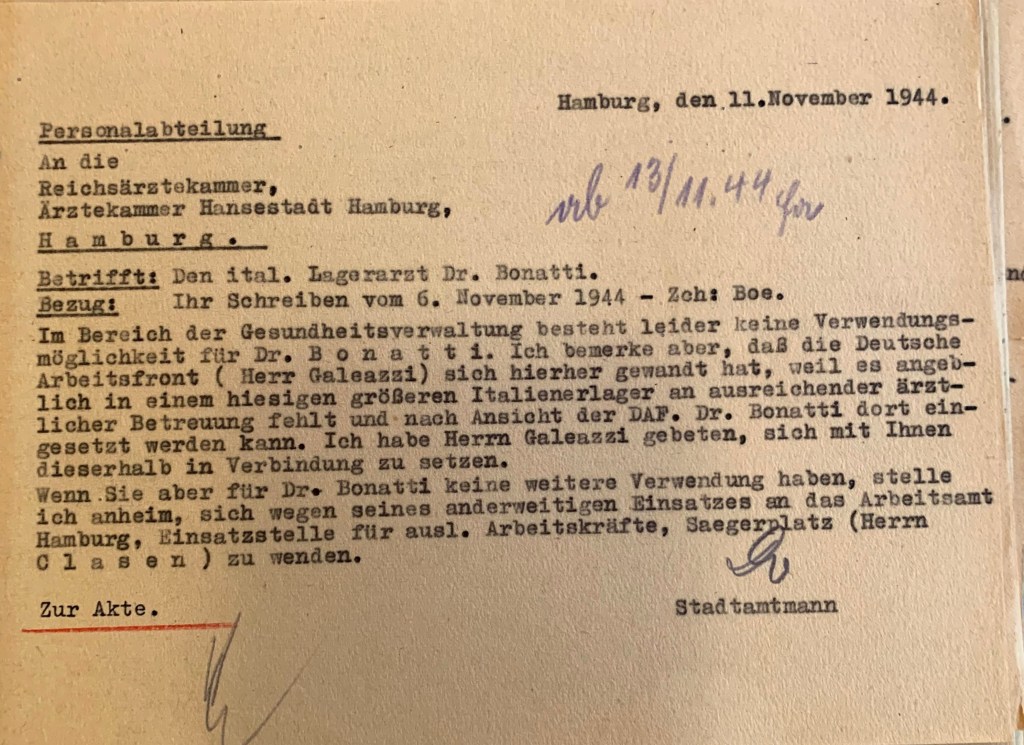 Hamburg, den 11.November 1944.
Personalabteilung
An die
Reichsärztekammer,
Ärztekammer Hansestadt Hamburg,
H a m b u r g .
ab 13/11.44
Betrifft: Den ital. Lagerarzt Dr. Bonatti.
Bezug: Ihr Schreiben vom 6. November 1944 - Zch: Boe.
Im Bereich der Gesundheitsverwaltung besteht leider keine Verwendungs-
möglichkeit für Dr. B o n a t t i. Ich bemerke aber, daß die Deutsche
Arbeitsfront ( Herr Galeazzi) sich hierher gewandt hat, weil es angeb-
lich in einem hiesigen größeren Italienerlager an ausreichender ärzt-
licher Betreuung fehlt und nach Ansicht der DAF. Dr. Bonatti dort ein-
gesetzt werden kann. Ich habe Herrn Galeazzi gebeten, sich mit Ihnen
dieserhalb in Verbindung zu setzen.
Wenn Sie aber für Dr. Bonatti keine weitere Verwendung haben, stelle
ich anheim, sich wegen seines anderweitigen Einsatzes an das Arbeitsamt
Hamburg, Einsatzstelle für ausl. Arbeitskräfte, Saegerplatz (Herrn
C l a s e n ) zu wenden.
Zur Akte.
Stadtamtmann